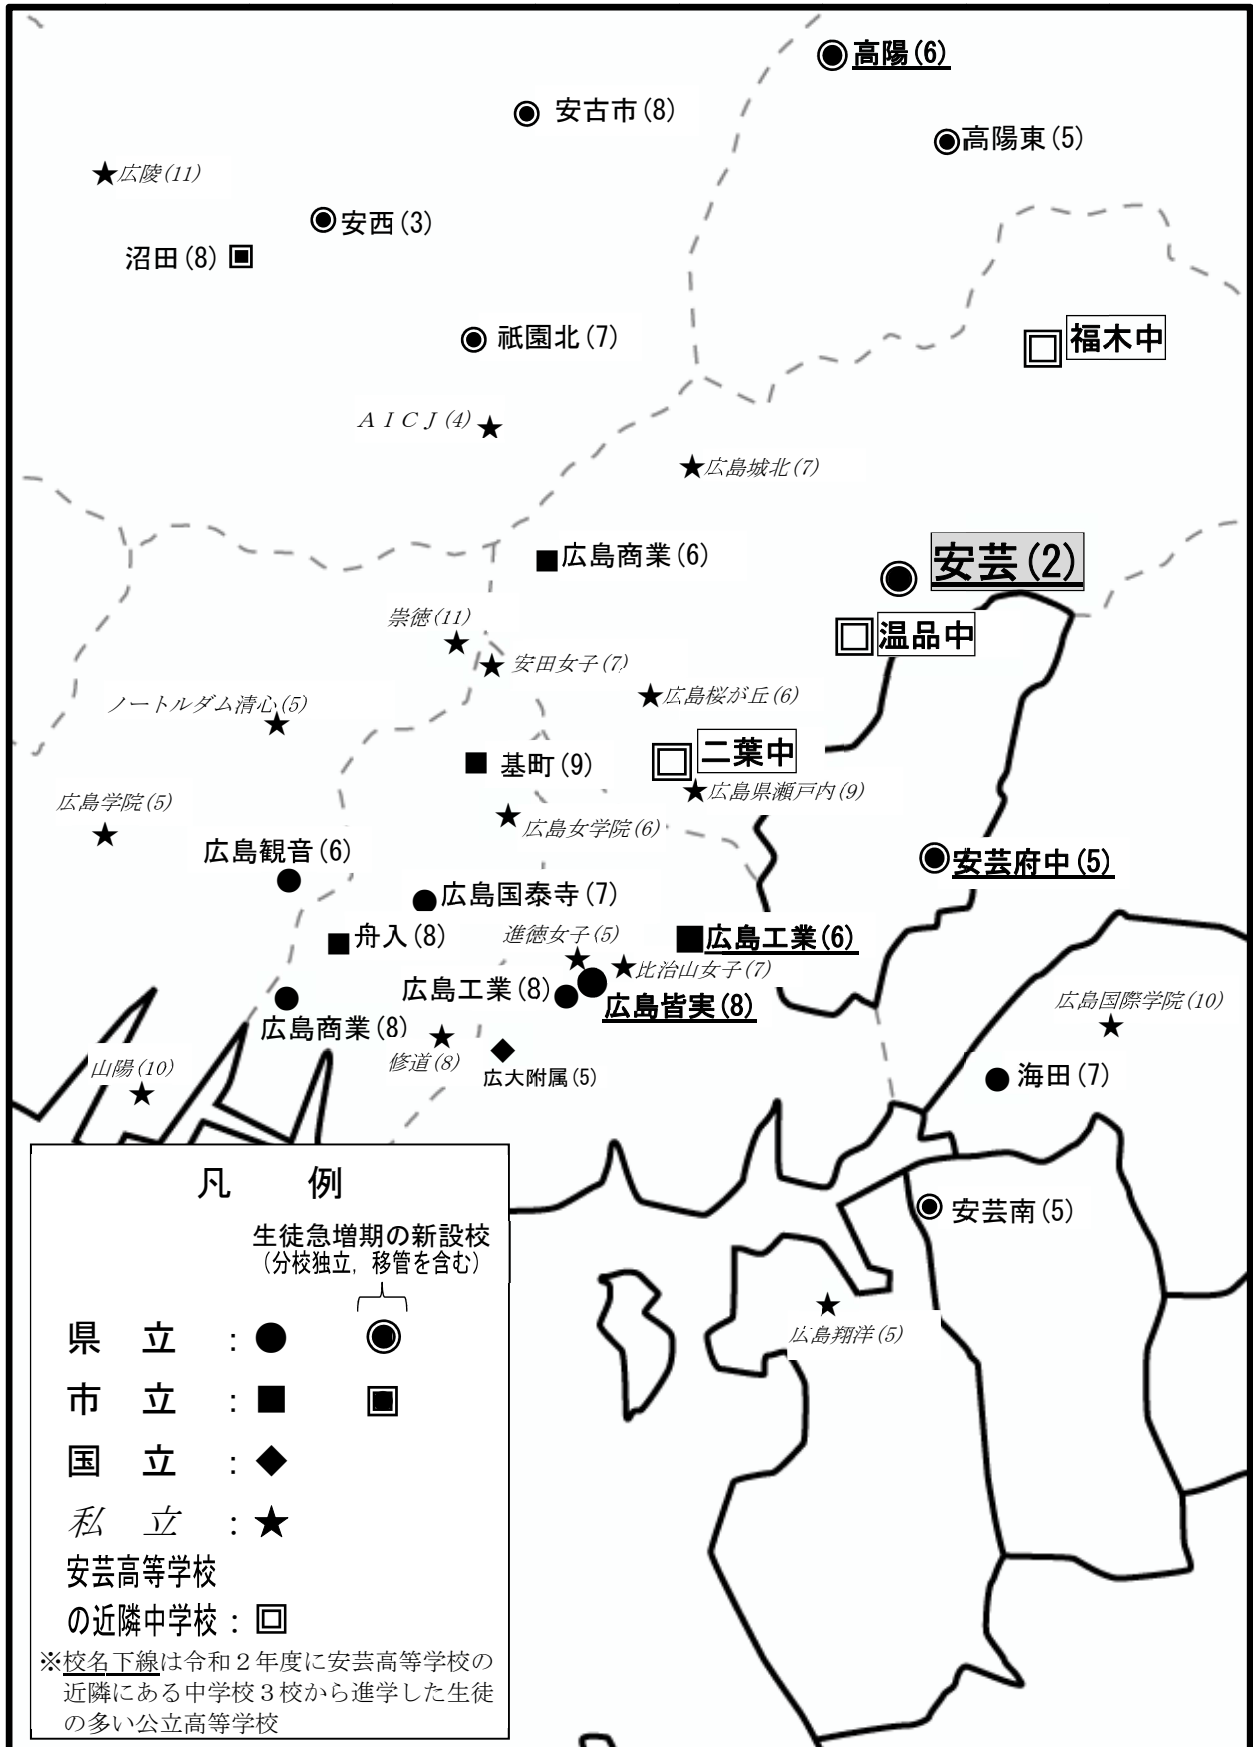 高陽(6)
安古市(8)
高陽東(5)
広陵(11)
安西(3)
沼田(8)
祇園北(7)
福木中
ＡＩＣＪ(4)
広島城北(7)
広島商業(6)
安芸(2)
崇徳(11)
温品中
安田女子(7)
広島桜が丘(6)
ノートルダム清心(5)
二葉中
基町(9)
広島県瀬戸内(9)
広島学院(5)
広島女学院(6)
広島観音(6)
安芸府中(5)
広島国泰寺(7)
舟入(8)
進徳女子(5)
広島工業(6)
比治山女子(7)
広島工業(8)
広島皆実(8)
広島国際学院(10)
広島商業(8)
修道(8)
山陽(10)
広大附属(5)
海田(7)
安芸南(5)
広島翔洋(5)
凡　例
生徒急増期の新設校
(分校独立，移管を含む)
県　立　：
市　立　：
国　立　：
私　立　：
安芸高等学校
の近隣中学校：
※校名下線は令和２年度に安芸高等学校の
近隣にある中学校３校から進学した生徒
の多い公立高等学校